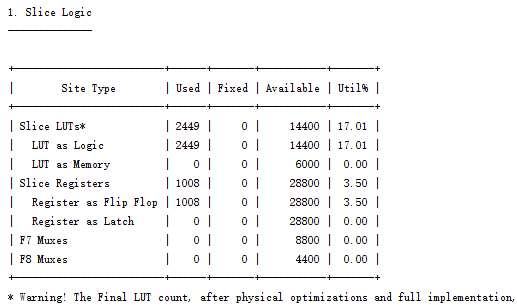 1. Slice Logic
--------------
+----------------------------+------+-------+-----------+-------+
| Site Type | Used | Fixed | Available | Util% |
+----------------------------+------+-------+-----------+-------+
| Slice LUTs* | 2449 | 0 | 14400 | 17.01 |
| LUT as Logic | 2449 | 0 | 14400 | 17.01 |
| LUT as Memory | 0 | 0 | 6000 | 0.00 |
| Slice Registers | 1008 | 0 | 28800 | 3.50 |
| Register as Flip Flop | 1008 | 0 | 28800 | 3.50 |
| Register as Latch | 0 | 0 | 28800 | 0.00 |
| F7 Muxes | 0 | 0 | 8800 | 0.00 |
| F8 Muxes | 0 | 0 | 4400 | 0.00 |
+----------------------------+------+-------+-----------+-------+
* Warning! The Final LUT count, after physical optimizations and full implementation,